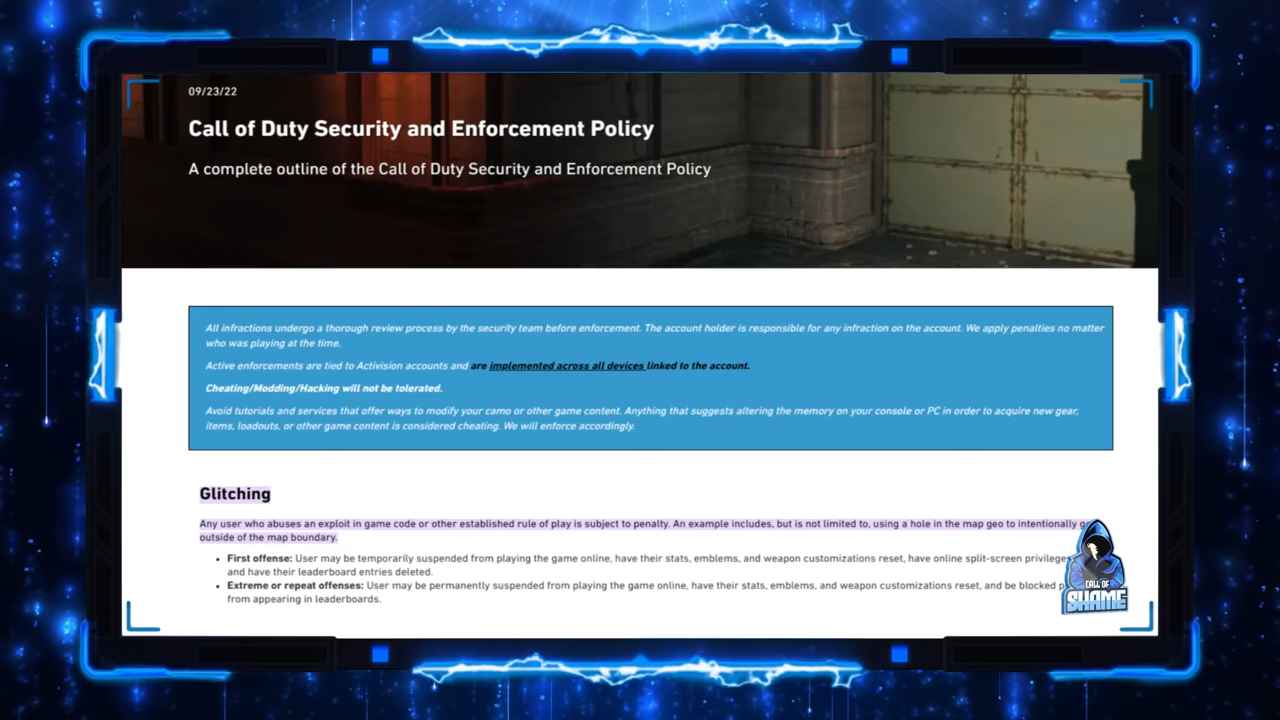 09/23/22
Call of Duty Security and Enforcement Policy
A complete outline of the Call of Duty Security and Enforcement Policy
All infractions undergo a thorough review process by the security team before enforcement. The account holder is responsible for any infraction on the account. We apply penalties no matter
who was playing at the time.
Active enforcements are tied to Activision accounts and are implemented across all devices linked to the account.
Cheating/Modding/Hacking will not be tolerated.
Avoid tutorials and services that offer ways to modify your camo or other game content. Anything that suggests altering the memory on your console or PC in order to acquire new gear,
items, loadouts, or other game content is considered cheating. We will enforce accordingly.
Glitching
Any user who abuses an exploit in game code or other established rule of play is subject to penalty. An example includes, but is not limited to, using a hole in the map geo to intentionally
outside of the map boundary.
• First offense: User may be temporarily suspended from playing the game online, have their stats, emblems, and weapon customizations reset, have online split-screen privileges
and have their leaderboard entries deleted.
• Extreme or repeat offenses: User may be permanently suspended from playing the game online, have their stats, emblems, and weapon customizations reset, and be blocked
from appearing in leaderboards.
CALL OF
SHAME